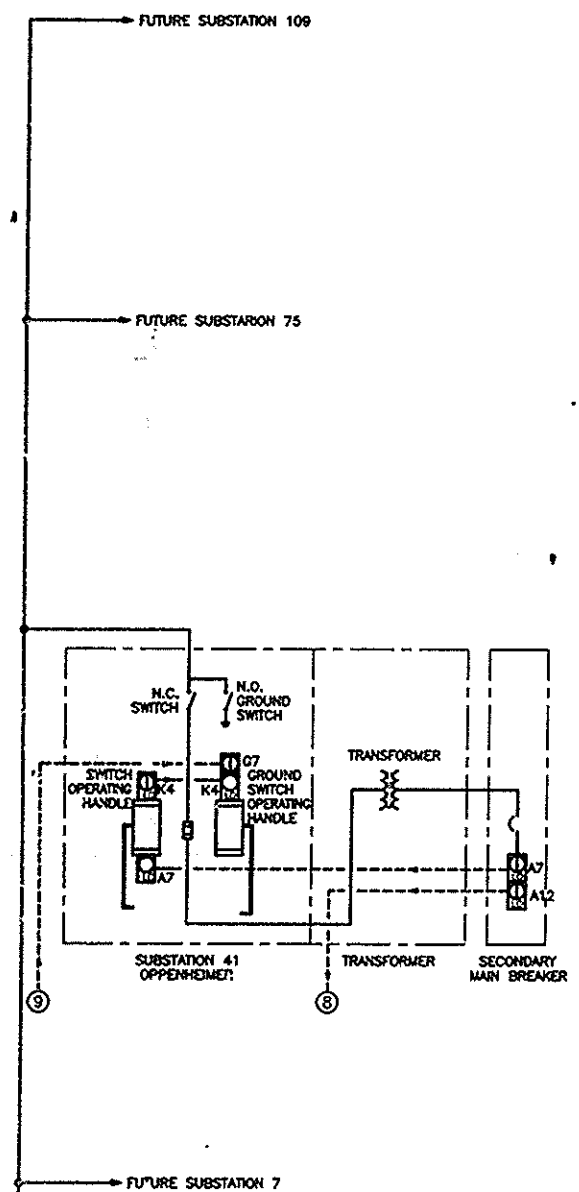 FUTURE SUBSTATION 109
FUTURE SUBSTARION 75
N.C.
SWITCH
N.O.
GROUND
SWITCH
G7
SWITCH
OPERATING
HANDLE
K4
K4
GROUND
SWITCH
OPERATING
HANDLE
TRANSFORMER
A7
A7
A12
SUBSTATION 41
OPPENHEIMER
TRANSFORMER
SECONDARY
MAIN BREAKER
9
8
FUTURE SUBSTATION 7